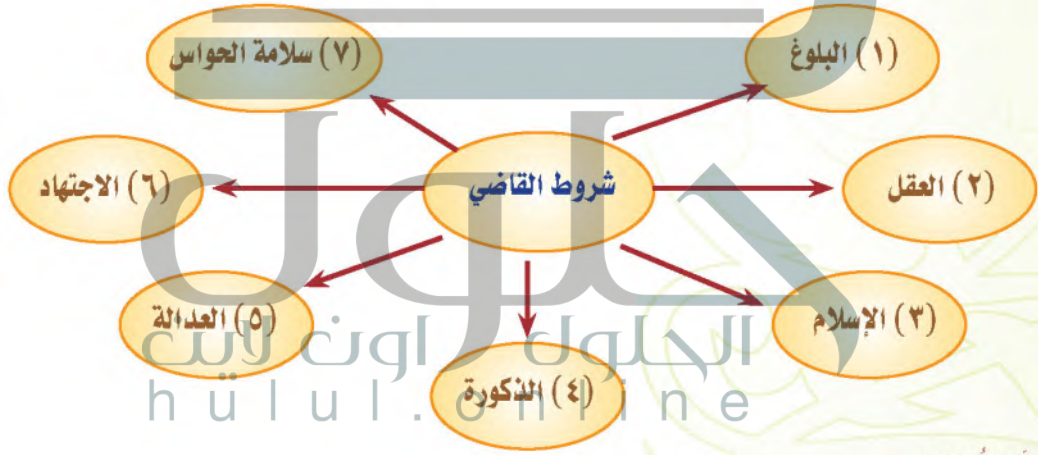 شروط القاضي
(١) البلوغ
(٢) العقل
(٣) الإسلام
(٤) الذكورة
(٥) العدالة
(٦) الاجتهاد
(٧) سلامة الحواس
حلول
الحلول اون لاين
hulul.online